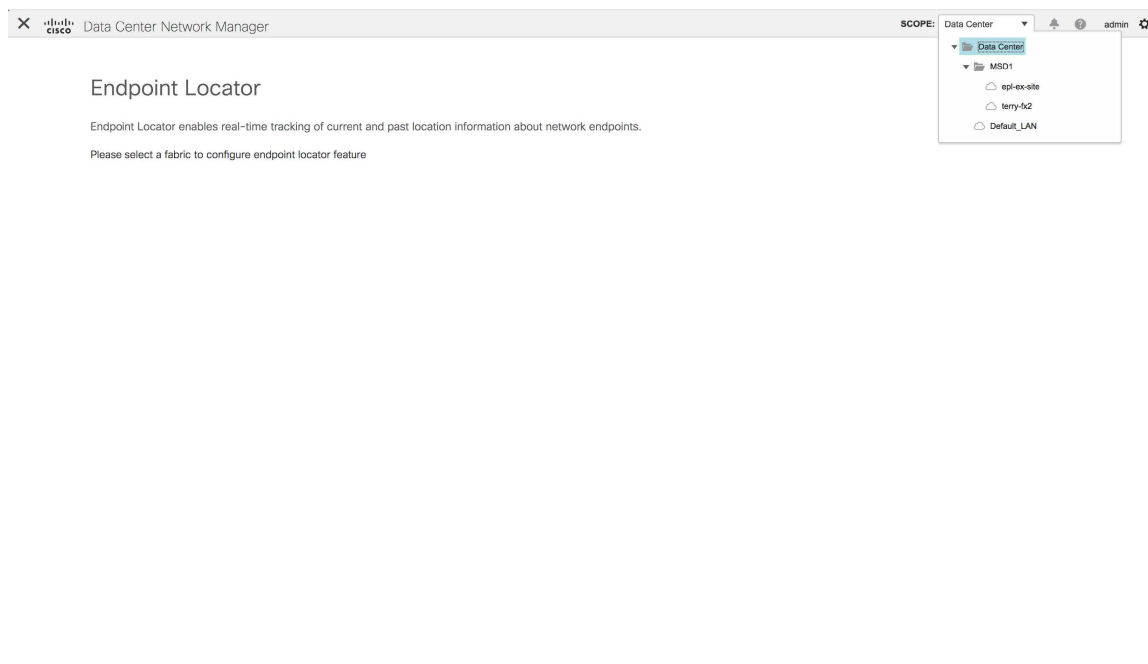 CISCO Data Center Network Manager SCOPE: Data Center admin
Data Center
MSD1
epl-ex-site
terry-fx2
Default_LAN
Endpoint Locator
Endpoint Locator enables real-time tracking of current and past location information about network endpoints.
Please select a fabric to configure endpoint locator feature